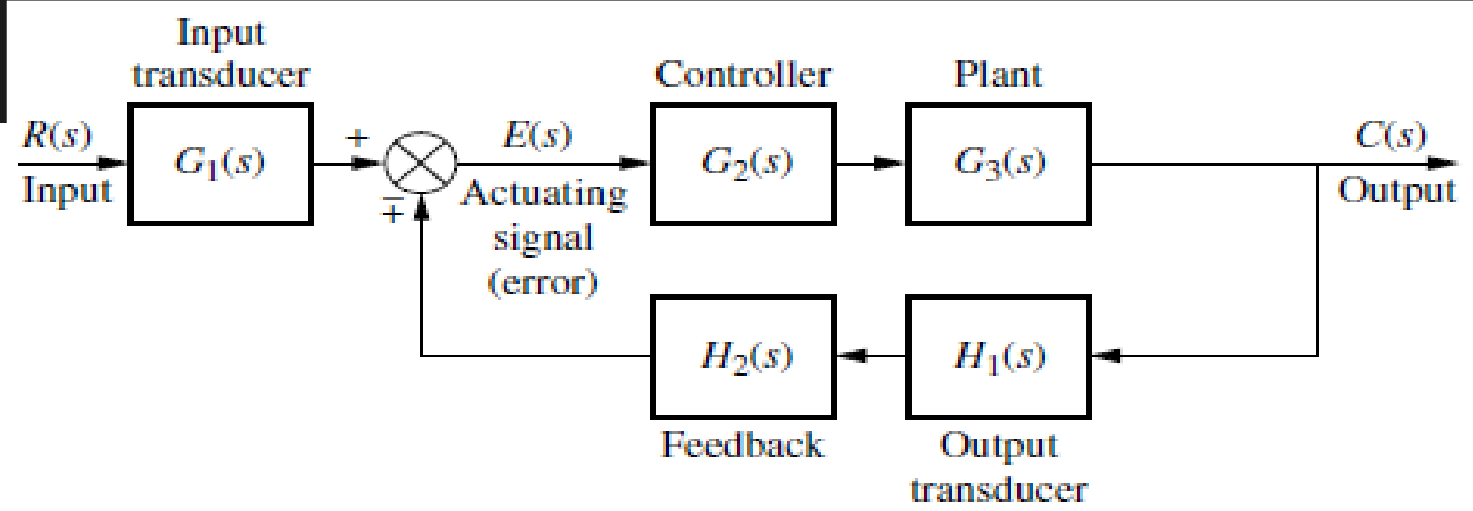 Input
transducer
Controller
Plant
R(s)
Input
G₁(s)
+
∓
E(s)
Actuating
signal
(error)
G₂(s)
G₃(s)
C(s)
Output
H₂(s)
H₁(s)
Feedback
Output
transducer